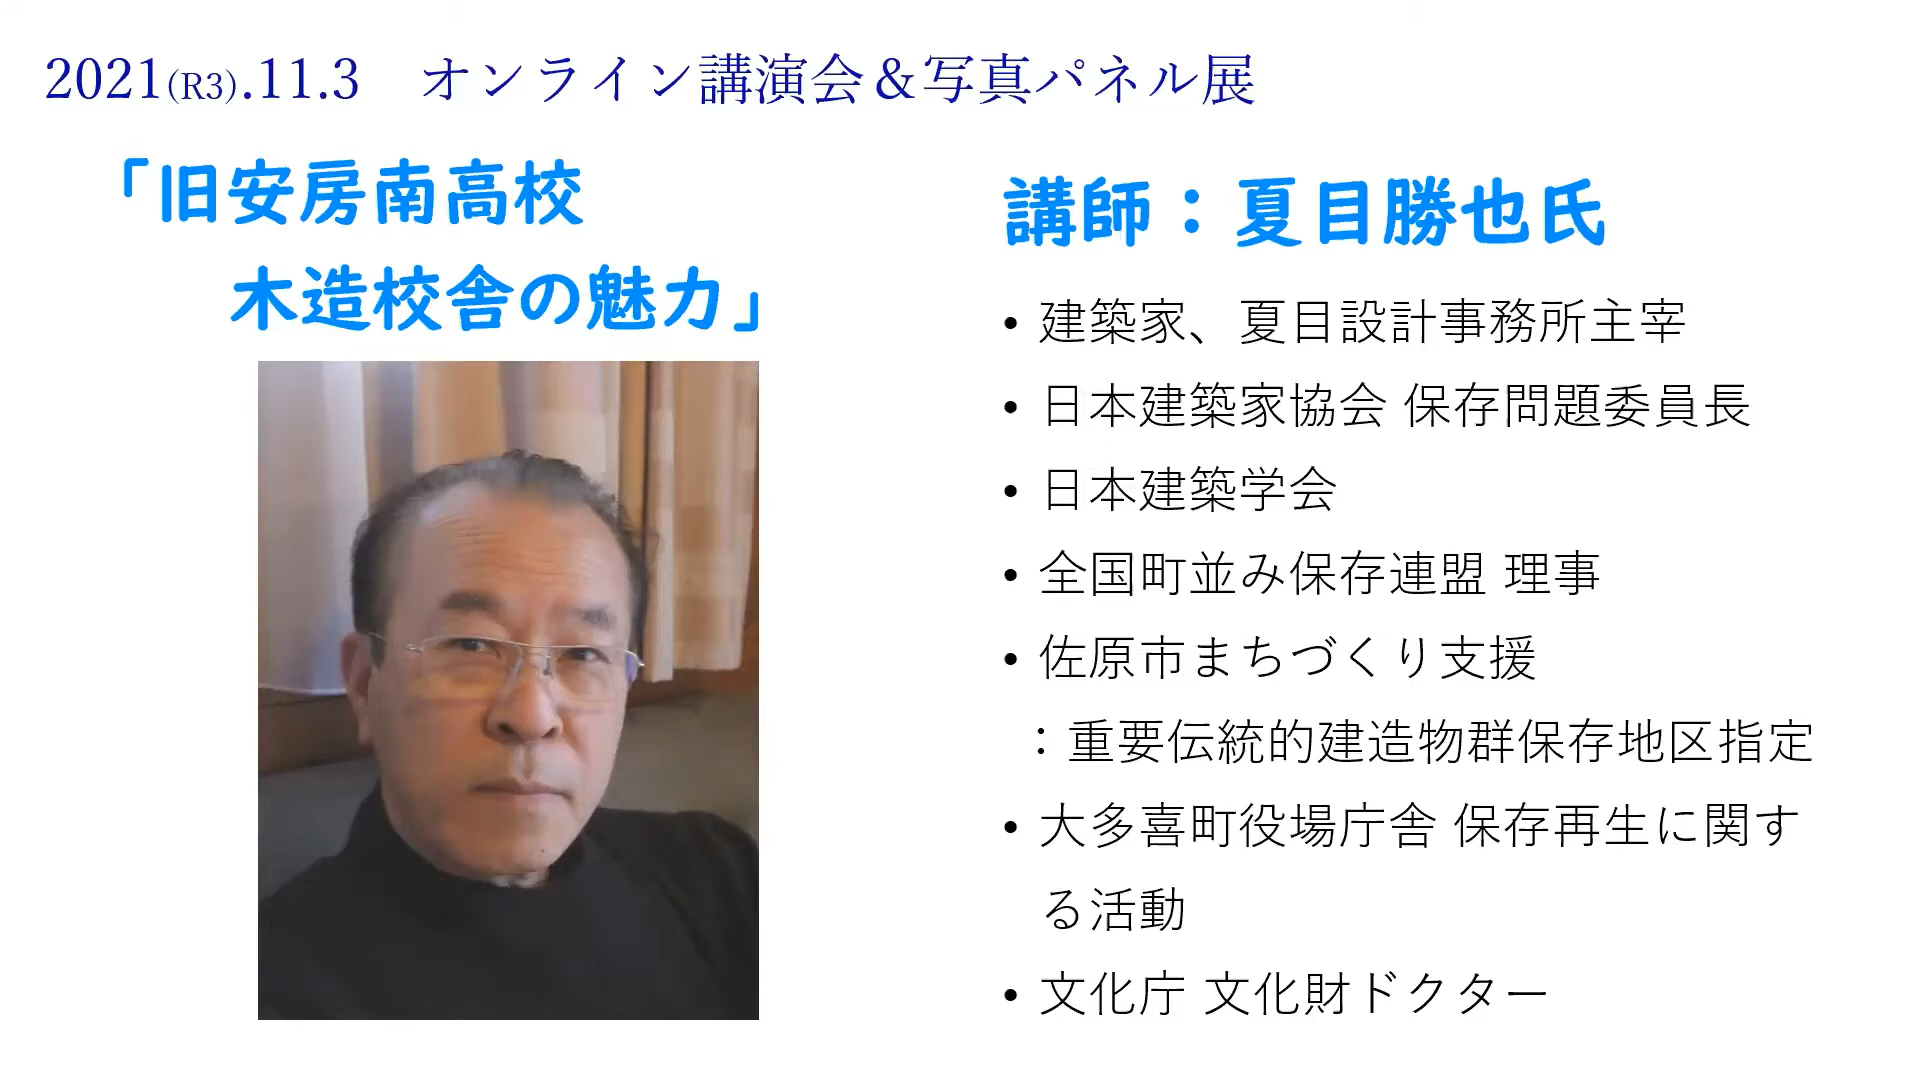 2021(R3).11.3　オンライン講演会＆写真パネル展
「旧安房南高校
木造校舎の魅力」
講師：夏目勝也氏
• 建築家、夏目設計事務所主宰
• 日本建築家協会 保存問題委員長
• 日本建築学会
• 全国町並み保存連盟 理事
• 佐原市まちづくり支援
：重要伝統的建造物群保存地区指定
• 大多喜町役場庁舎 保存再生に関す
る活動
• 文化庁 文化財ドクター